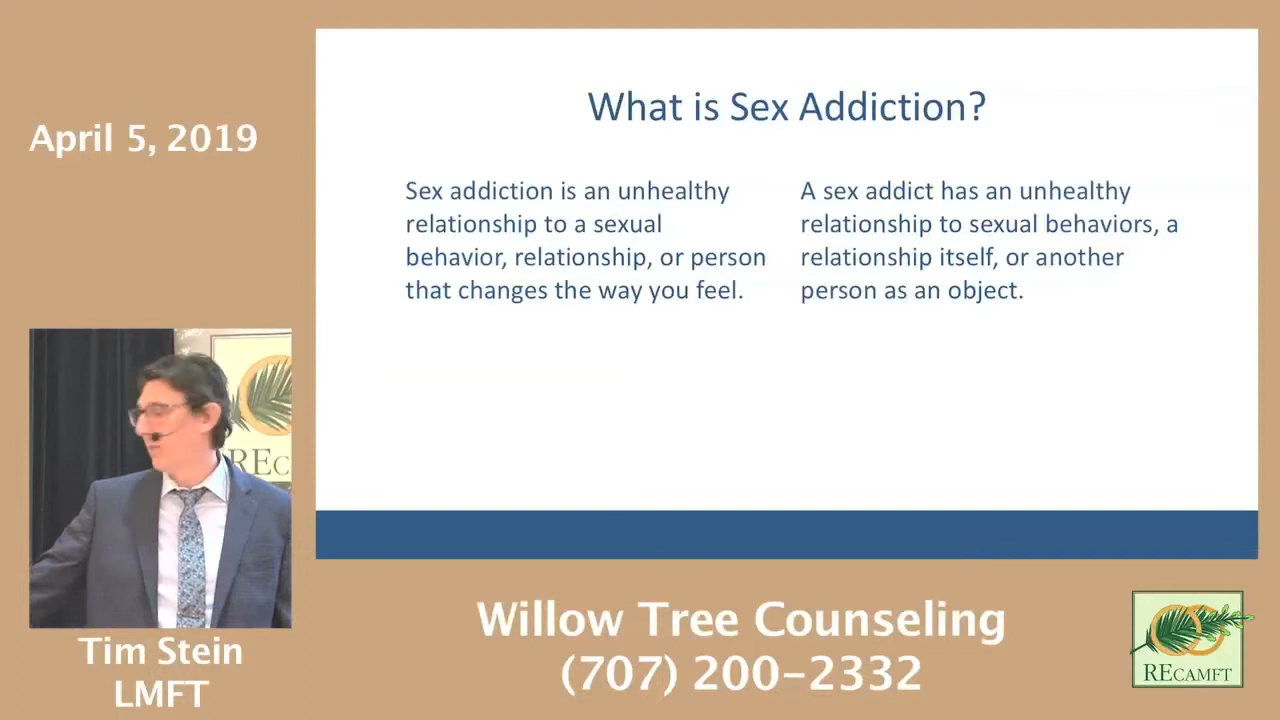 April 5, 2019
What is Sex Addiction?
Sex addiction is an unhealthy
relationship to a sexual
behavior, relationship, or person
that changes the way you feel.
A sex addict has an unhealthy
relationship to sexual behaviors, a
relationship itself, or another
person as an object.
REC
Tim Stein
LMFT
Willow Tree Counseling
(707) 200-2332
RECAMFT